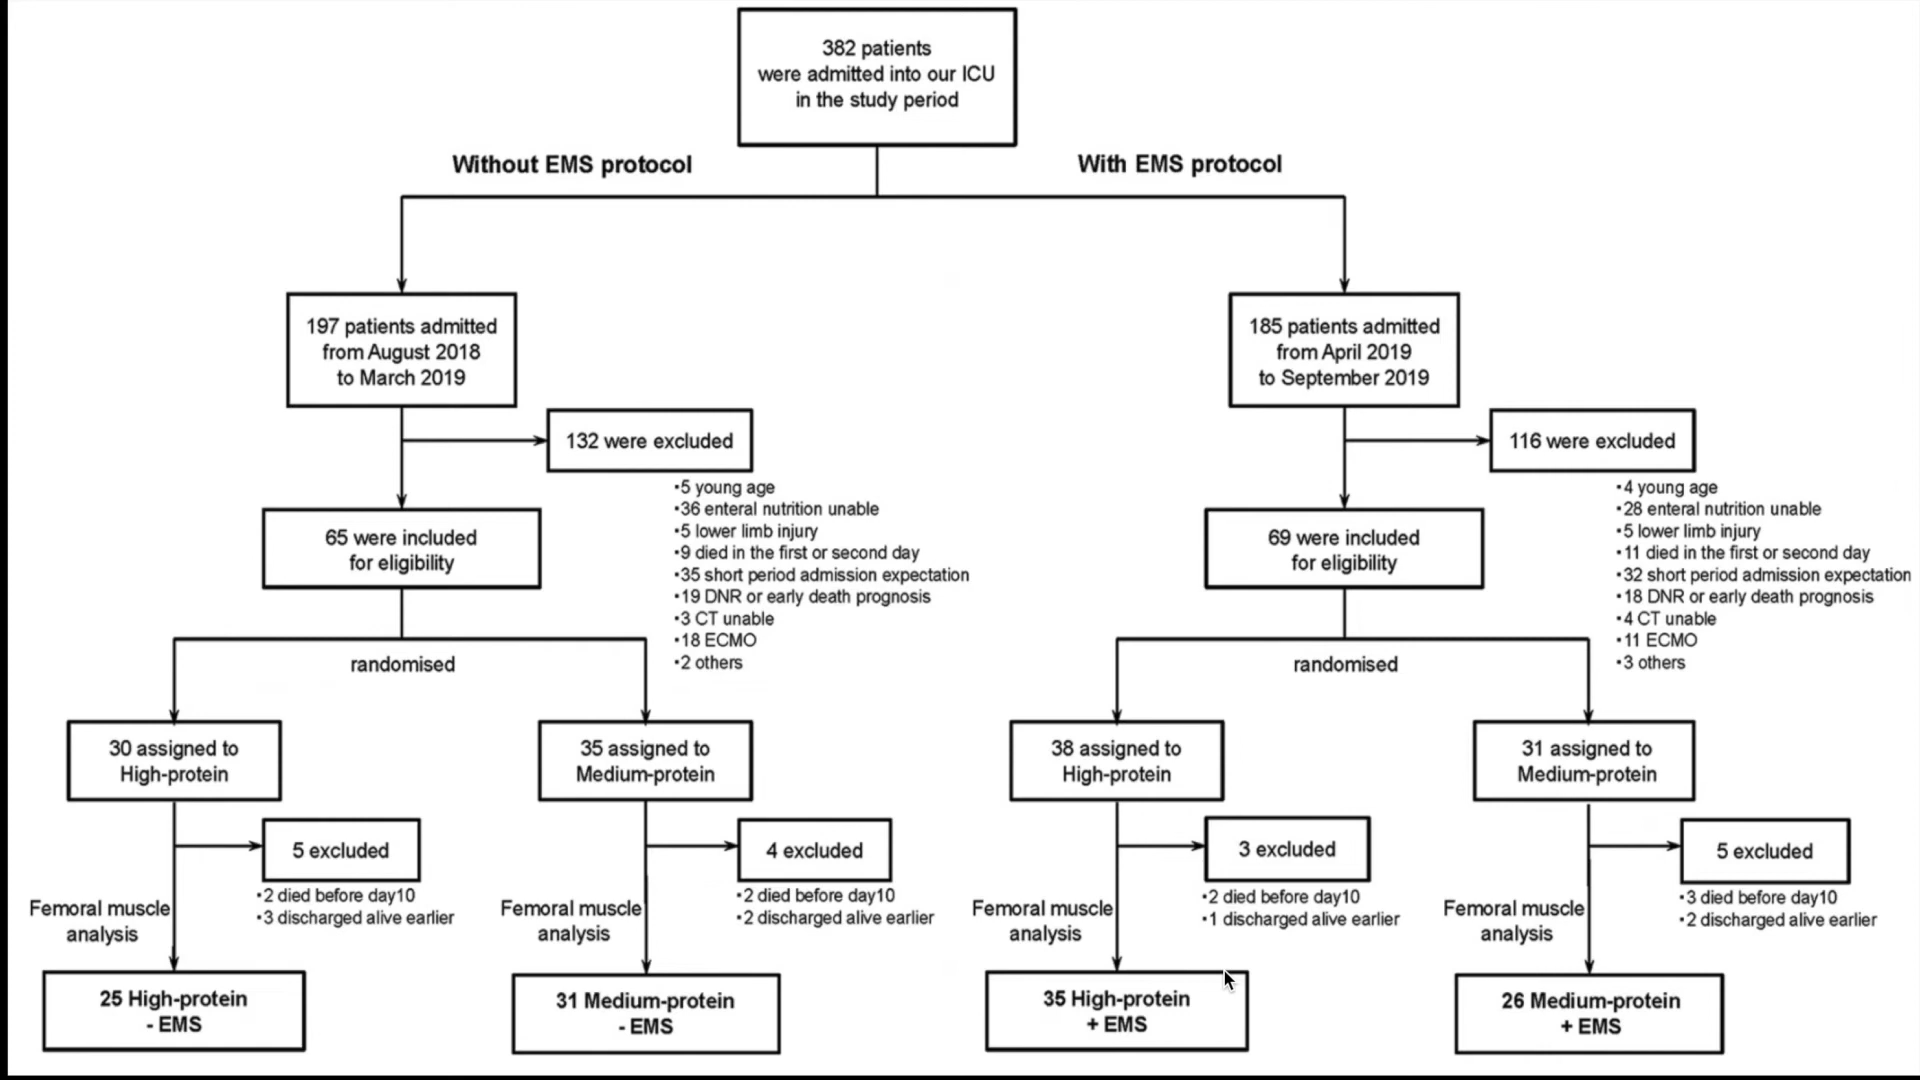 382 patients
were admitted into our ICU
in the study period
Without EMS protocol
With EMS protocol
197 patients admitted
from August 2018
to March 2019
185 patients admitted
from April 2019
to September 2019
132 were excluded
116 were excluded
•5 young age
•36 enteral nutrition unable
•5 lower limb injury
•9 died in the first or second day
•35 short period admission expectation
•19 DNR or early death prognosis
•3 CT unable
•18 ECMO
•2 others
•4 young age
•28 enteral nutrition unable
•5 lower limb injury
•11 died in the first or second day
•32 short period admission expectation
•18 DNR or early death prognosis
•4 CT unable
•11 ECMO
•3 others
65 were included
for eligibility
69 were included
for eligibility
randomised
randomised
30 assigned to
High-protein
35 assigned to
Medium-protein
38 assigned to
High-protein
31 assigned to
Medium-protein
5 excluded
•2 died before day10
•3 discharged alive earlier
4 excluded
•2 died before day10
•2 discharged alive earlier
3 excluded
•2 died before day10
•1 discharged alive earlier
5 excluded
•3 died before day10
•2 discharged alive earlier
Femoral muscle
analysis
Femoral muscle
analysis
Femoral muscle
analysis
Femoral muscle
analysis
25 High-protein
- EMS
31 Medium-protein
- EMS
35 High-protein
+ EMS
26 Medium-protein
+ EMS